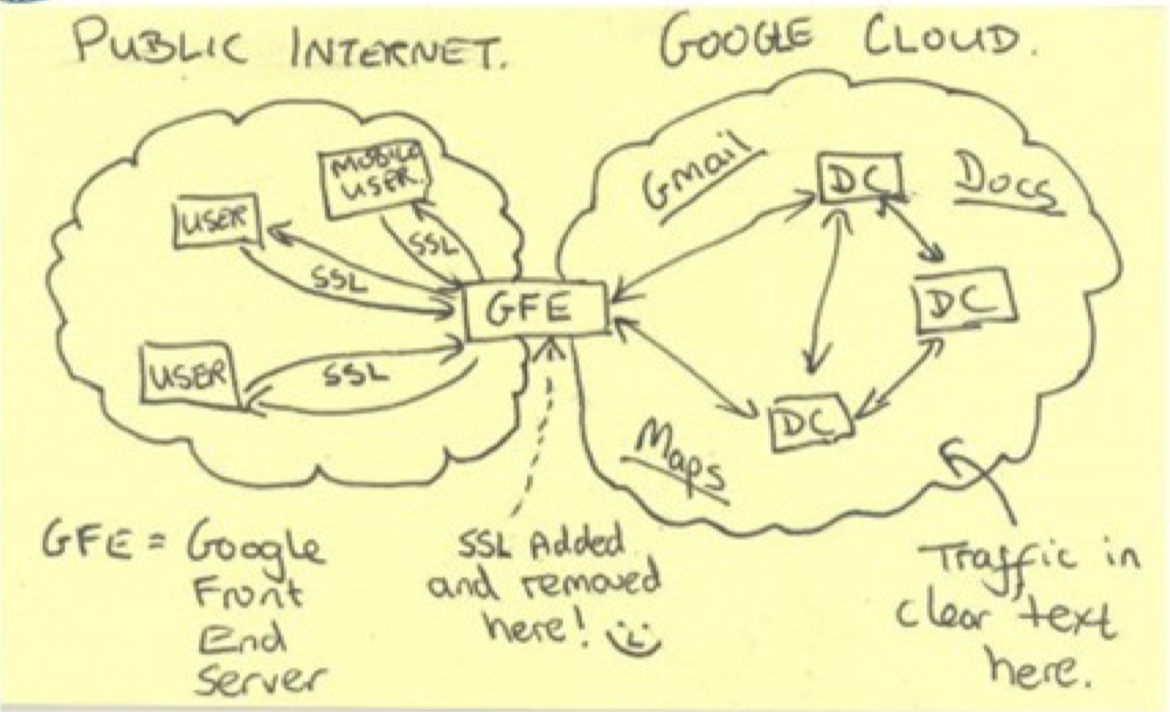 PUBLIC INTERNET.
GOOGLE CLOUD.
MOBILE
USER.
USER
SSL
SSL
USER
SSL
GFE
Gmail
DC
Docs
DC
DC
Maps
GFE = Google
Front
End
Server
SSL Added
and removed
here!
Traffic in
clear text
here.